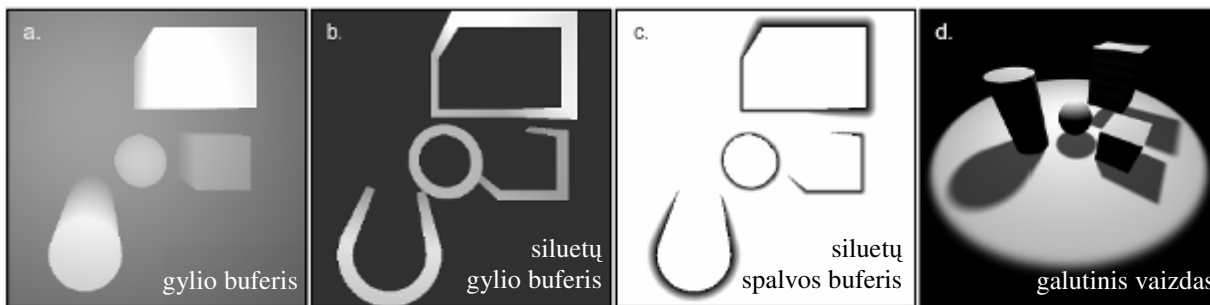 a.
gylio buferis
b.
siluetų
gylio buferis
c.
siluetų
spalvos buferis
d.
galutinis vaizdas